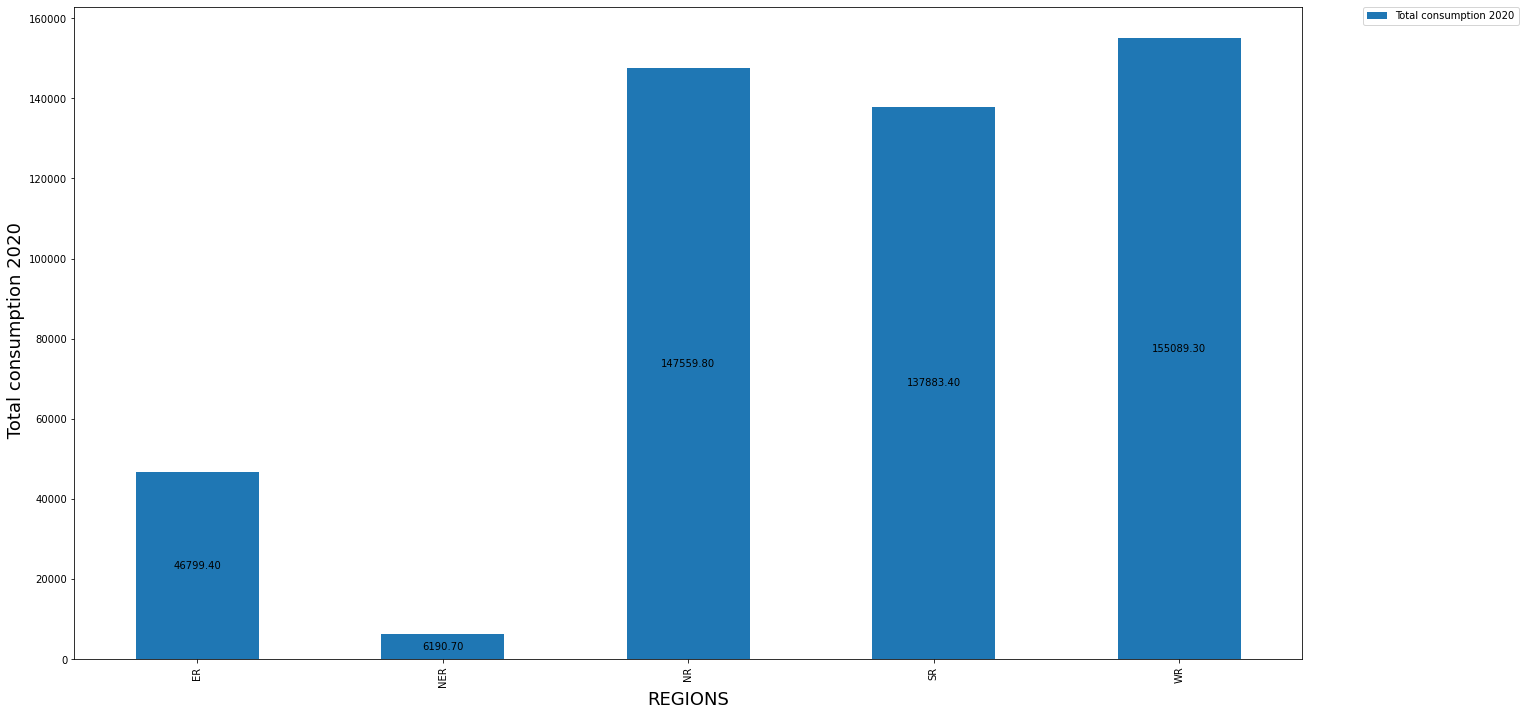 Total consumption 2020
160000
140000
120000
100000
80000
60000
40000
20000
0
Total consumption 2020
155089.30
147559.80
137883.40
46799.40
6190.70
ER
NER
NR
SR
WR
REGIONS